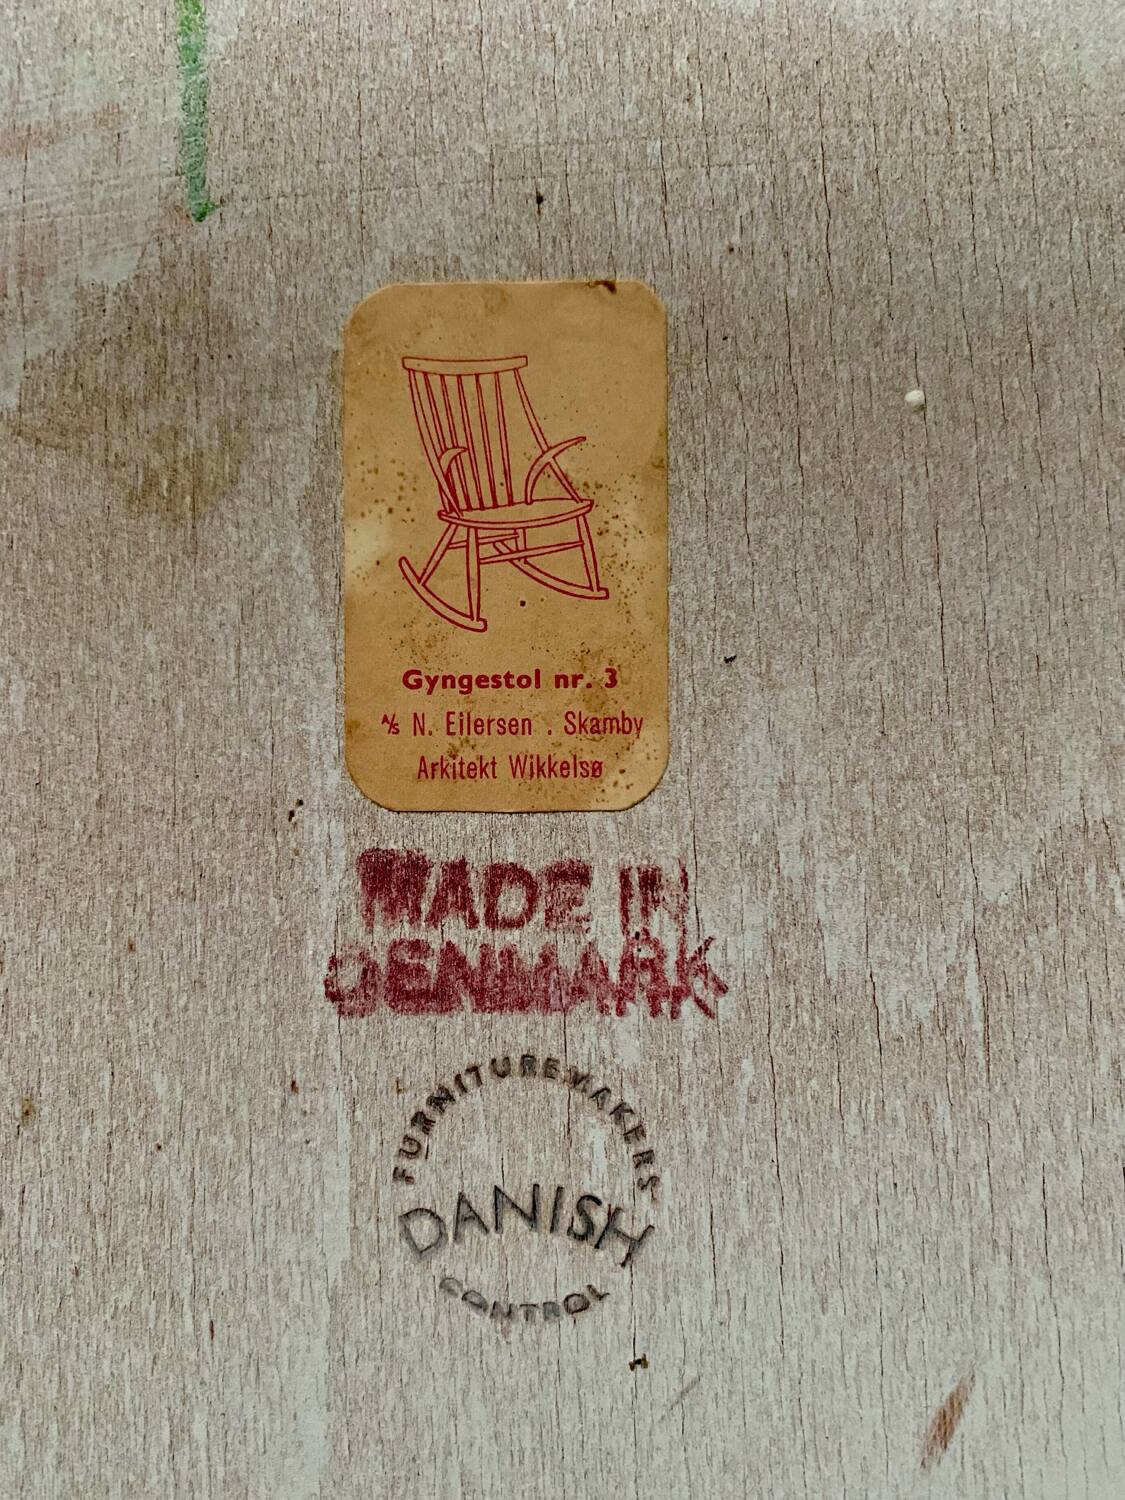 Gyngestol nr. 3
A/S N. Eilersen . Skamby
Arkitekt Wikkelsø
MADE IN
DENMARK
FURNITUREMAKERS
DANISH
CONTROL